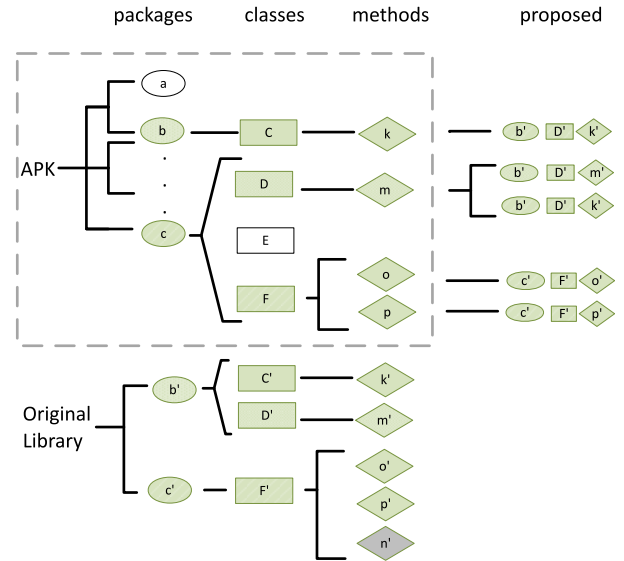 packages classes methods proposed
a
b C k b' D' k'
.
APK D m b' D' m'
.
b' D' k'
.
c E
o c' F' o'
F
p c' F' p'
C' k'
b'
Original D' m'
Library
o'
c' F'
p'
n'